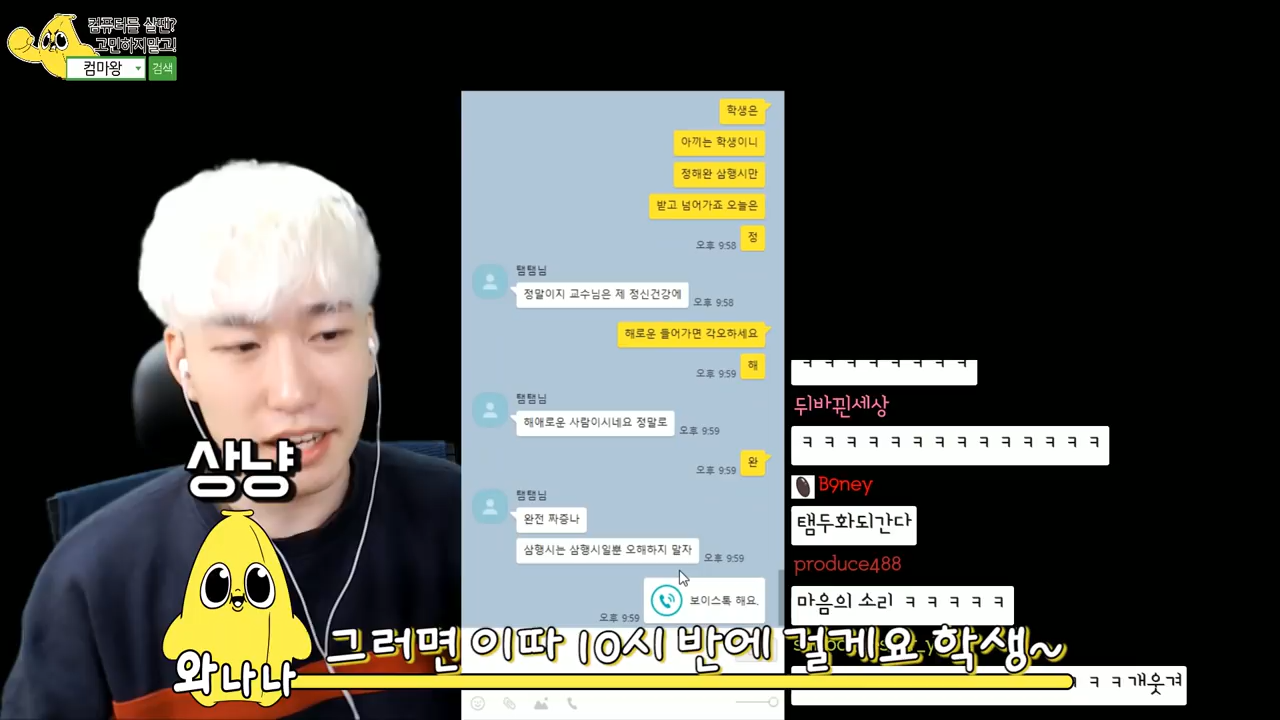 컴퓨터를 살땐?
고민하지말고!
컴마왕
검색
학생은
아끼는 학생이니
정해완 삼행시만
받고 넘어가죠 오늘은
정
오후 9:58
탬탬님
정말이지 교수님은 제 정신건강에
오후 9:58
해로운 들어가면 각오하세요
해
오후 9:59
탬탬님
해애로운 사람이시네요 정말로
오후 9:59
완
오후 9:59
탬탬님
완전 짜증나
삼행시는 삼행시일뿐 오해하지 말자
오후 9:59
보이스톡 해요.
오후 9:59
상냥
와나나
그러면 이따 10시 반에 걸게요 학생~
ㅋㅋㅋㅋㅋㅋㅋㅋ
뒤바뀐세상
ㅋㅋㅋㅋㅋㅋㅋㅋㅋㅋㅋㅋㅋㅋ
B9ney
탬두화되간다
produce488
마음의 소리 ㅋㅋㅋㅋㅋ
ㅋㅋ개웃겨